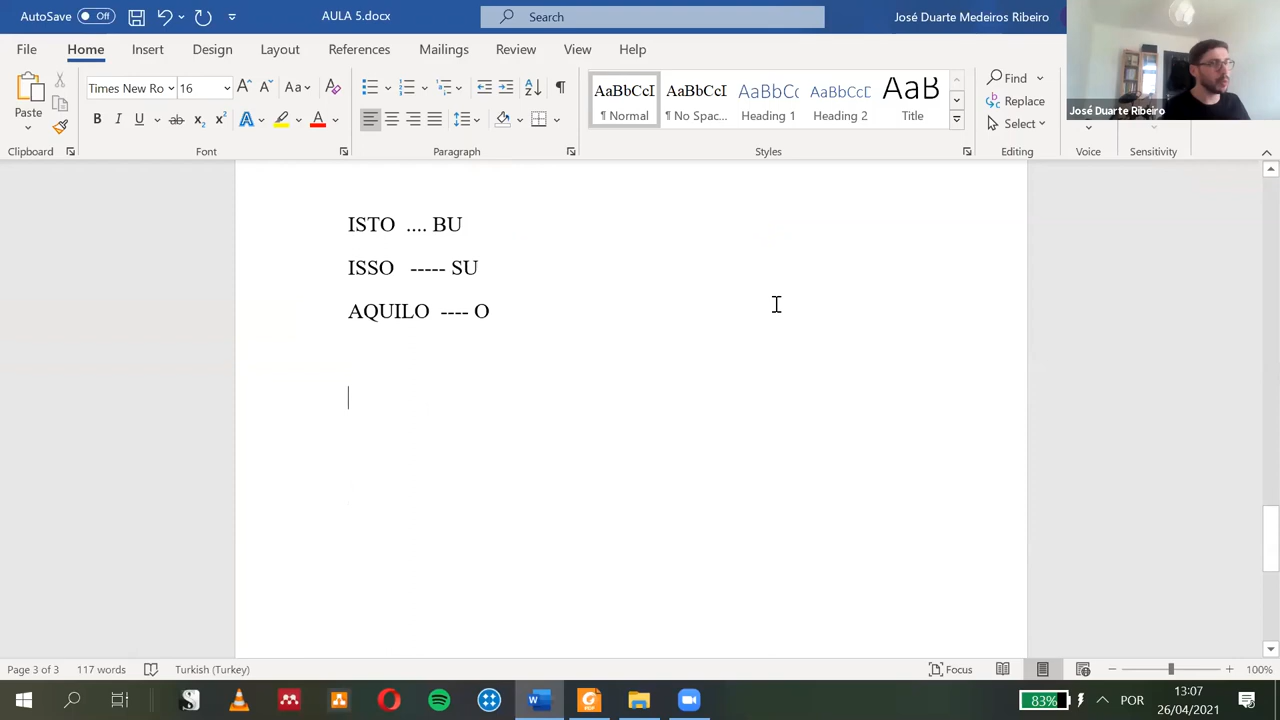 AutoSave Off AULA 5.docx Search José Duarte Medeiros Ribeiro
File Home Insert Design Layout References Mailings Review View Help
Times New Ro 16 Aa AaBbCcI AaBbCcI AaBbCc AaBbCcI AaB Find
Paste ¶ Normal ¶ No Spac... Heading 1 Heading 2 Title Replace
Select
Clipboard Font Paragraph Styles Editing Voice Sensitivity
José Duarte Ribeiro
ISTO .... BU
ISSO ----- SU
AQUILO ---- O
Page 3 of 3 117 words Turkish (Turkey) Focus 100%
83% POR 13:07
26/04/2021